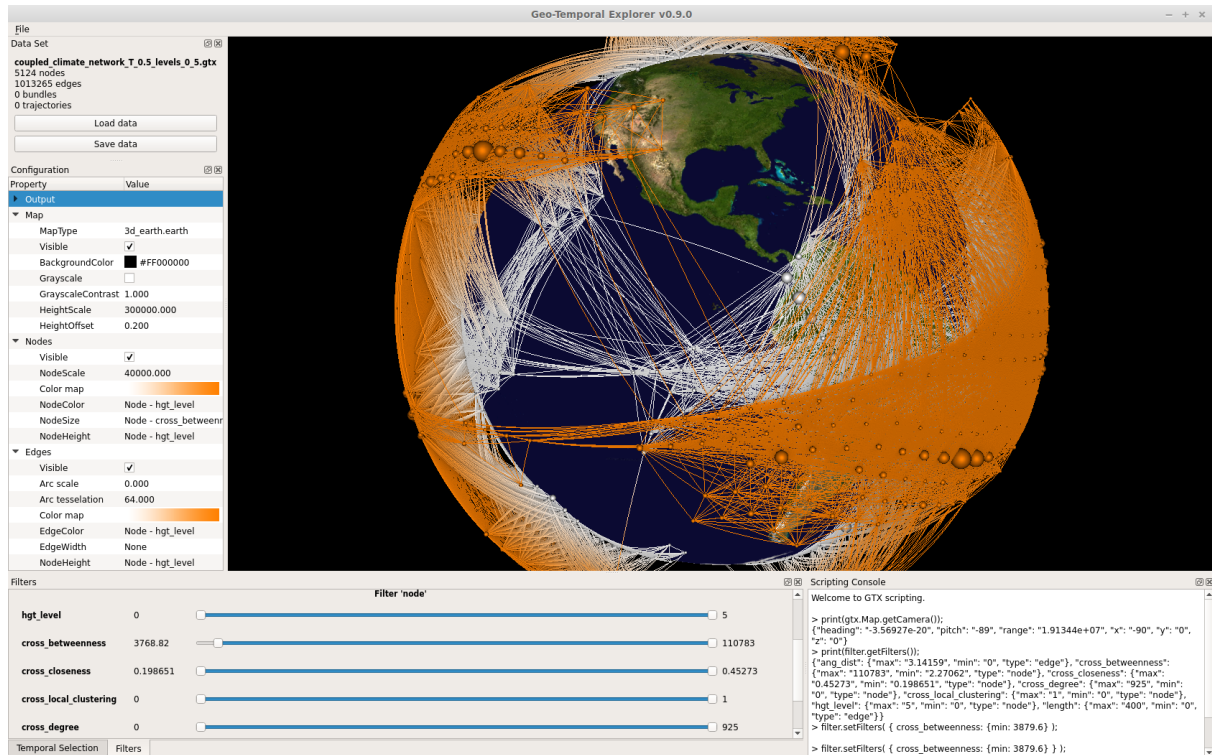 Geo-Temporal Explorer v0.9.0
File
Data Set
coupled_climate_network_T_0.5_levels_0_5.gtx
5124 nodes
1013265 edges
0 bundles
0 trajectories
Load data
Save data
Configuration
Property Value
Output
Map
MapType 3d_earth.earth
Visible
BackgroundColor #FF000000
Grayscale
GrayscaleContrast 1.000
HeightScale 300000.000
HeightOffset 0.200
Nodes
Visible
NodeScale 40000.000
Color map
NodeColor Node - hgt_level
NodeSize Node - cross_betweenr
NodeHeight Node - hgt_level
Edges
Visible
Arc scale 0.000
Arc tesselation 64.000
Color map
EdgeColor Node - hgt_level
EdgeWidth None
NodeHeight Node - hgt_level
Filters
Filter 'node'
hgt_level 0 5
cross_betweenness 3768.82 110783
cross_closeness 0.198651 0.45273
cross_local_clustering 0 1
cross_degree 0 925
Temporal Selection Filters
Scripting Console
Welcome to GTX scripting.
> print(gtx.Map.getCamera());
{"heading": "-3.56927e-20", "pitch": "-89", "range": "1.91344e+07", "x": "-90", "y": "0",
"z": "0"}
> print(filter.getFilters());
{"ang_dist": {"max": "3.14159", "min": "0", "type": "edge"}, "cross_betweenness":
{"max": "110783", "min": "2.27062", "type": "node"}, "cross_closeness": {"max":
"0.45273", "min": "0.198651", "type": "node"}, "cross_degree": {"max": "925", "min":
"0", "type": "node"}, "cross_local_clustering": {"max": "1", "min": "0", "type": "node"},
"hgt_level": {"max": "5", "min": "0", "type": "node"}, "length": {"max": "400", "min": "0",
"type": "edge"}}
> filter.setFilters( { cross_betweenness: {min: 3879.6} );
> filter.setFilters( { cross_betweenness: {min: 3879.6} } );